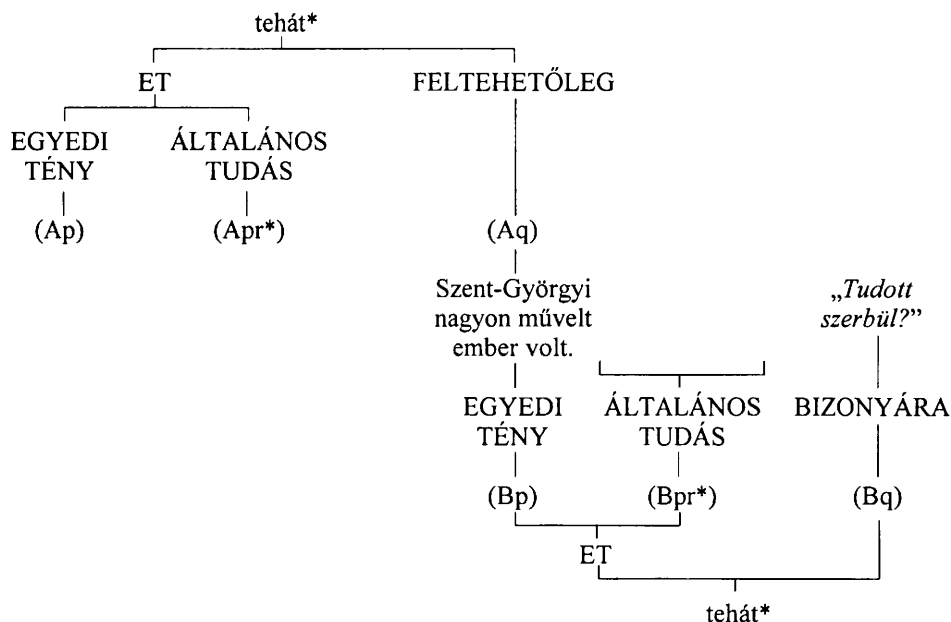 tehát*
ET FELTEHETŐLEG
EGYEDI ÁLTALÁNOS
TÉNY TUDÁS
(Ap) (Apr*) (Aq)
Szent-Györgyi „Tudott
nagyon művelt szerbül?”
ember volt.
EGYEDI ÁLTALÁNOS BIZONYÁRA
TÉNY TUDÁS
(Bp) (Bpr*) (Bq)
ET
tehát*